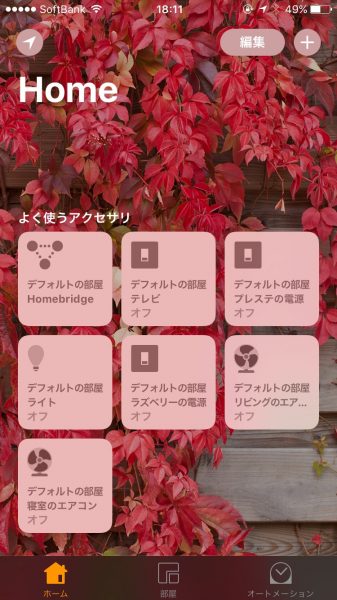 SoftBank 18:11 49%
編集
Home
よく使うアクセサリ
デフォルトの部屋
Homebridge
デフォルトの部屋
テレビ
オフ
デフォルトの部屋
プレステの電源
オフ
デフォルトの部屋
ライト
オフ
デフォルトの部屋
ラズベリーの電源
オフ
デフォルトの部屋
リビングのエア...
オフ
デフォルトの部屋
寝室のエアコン
オフ
ホーム 部屋 オートメーション